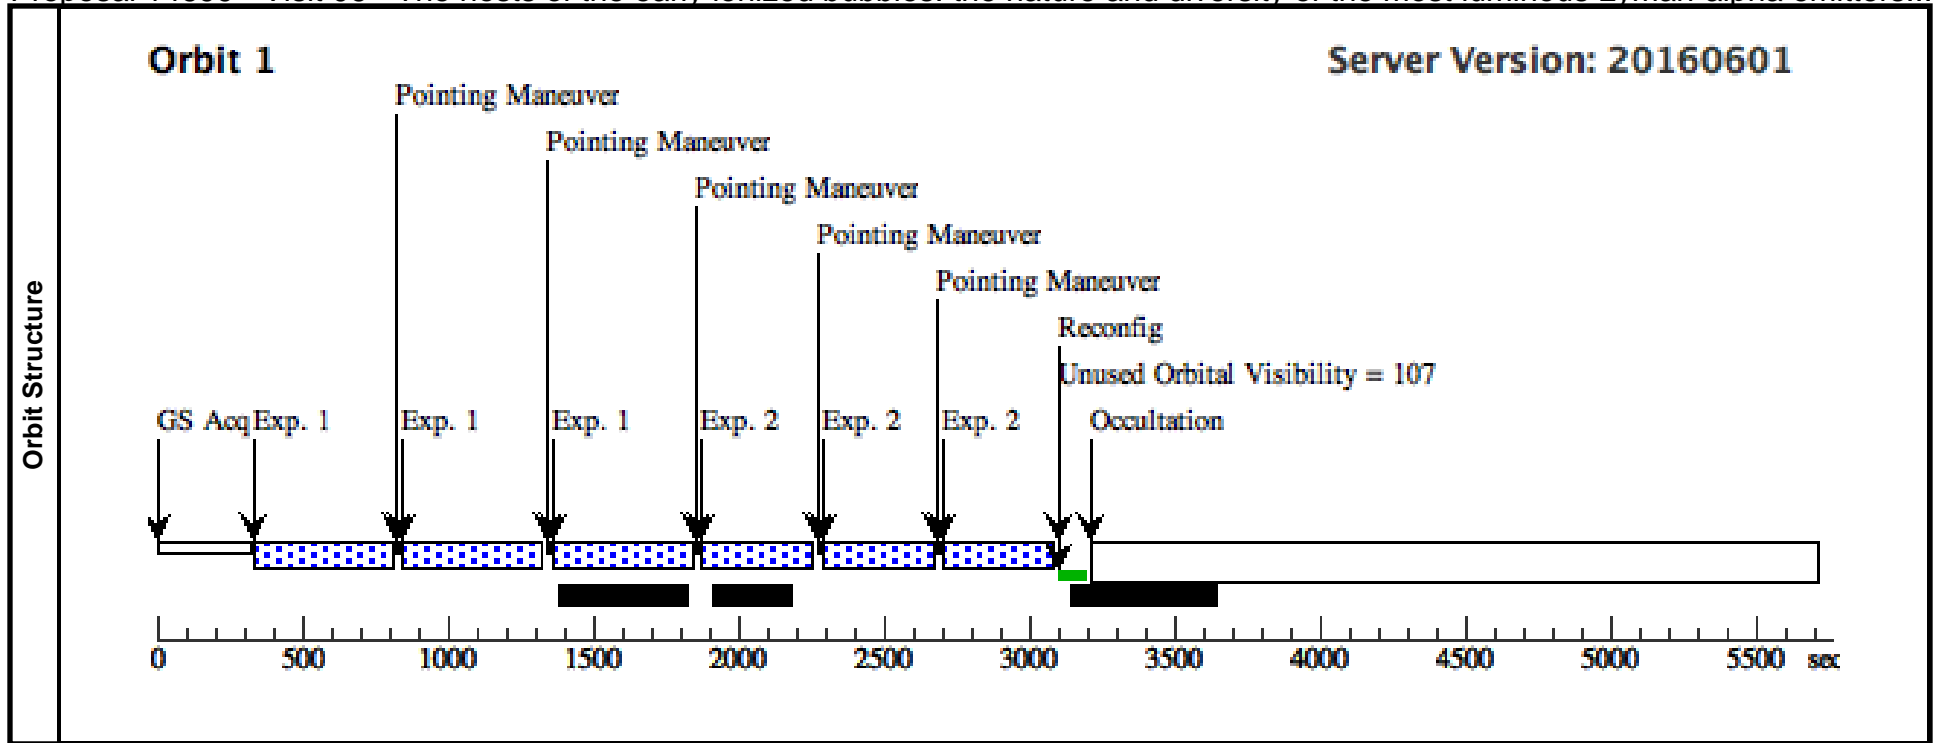 Orbit 1
Server Version: 20160601
Pointing Maneuver
Pointing Maneuver
Pointing Maneuver
Pointing Maneuver
Pointing Maneuver
Reconfig
Unused Orbital Visibility = 107
GS Acq Exp. 1 Exp. 1 Exp. 1 Exp. 2 Exp. 2 Exp. 2 Occultation
Orbit Structure
0 500 1000 1500 2000 2500 3000 3500 4000 4500 5000 5500 sec